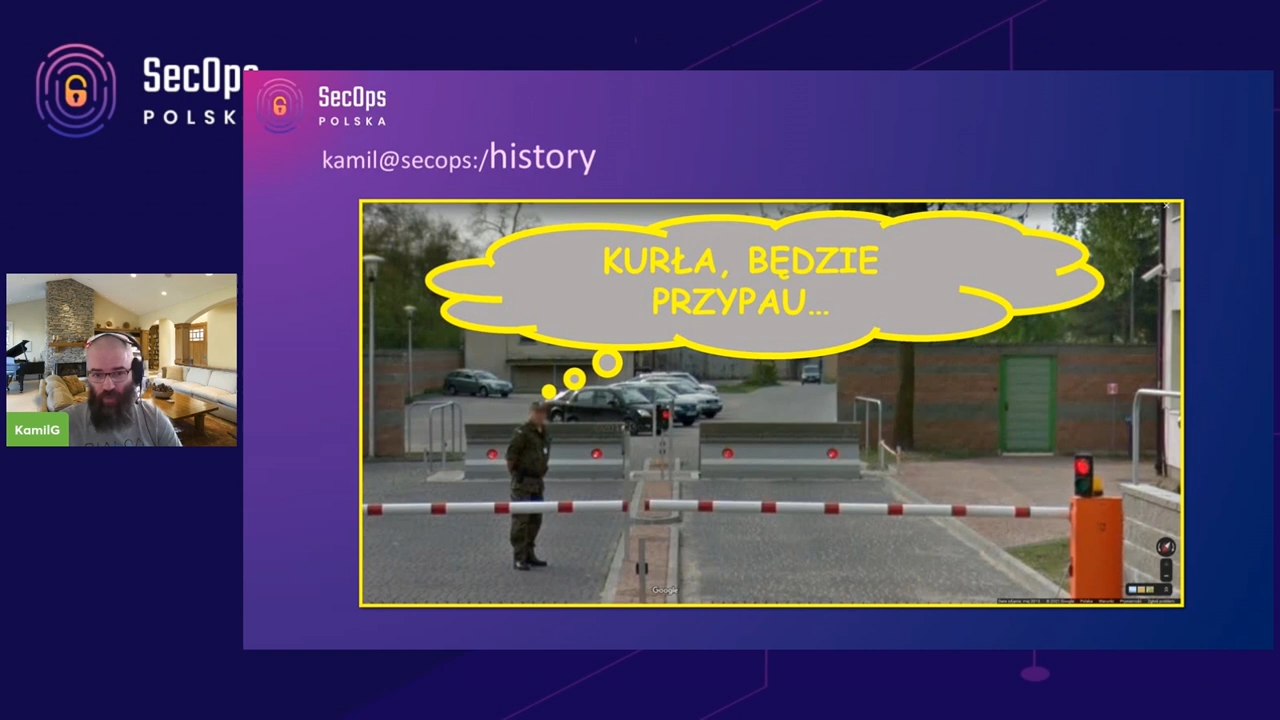 SecOps
POLSK
SecOps
POLSKA
kamil@secops:/history
KURŁA, BĘDZIE
PRZYPAU...
KamilG
Google